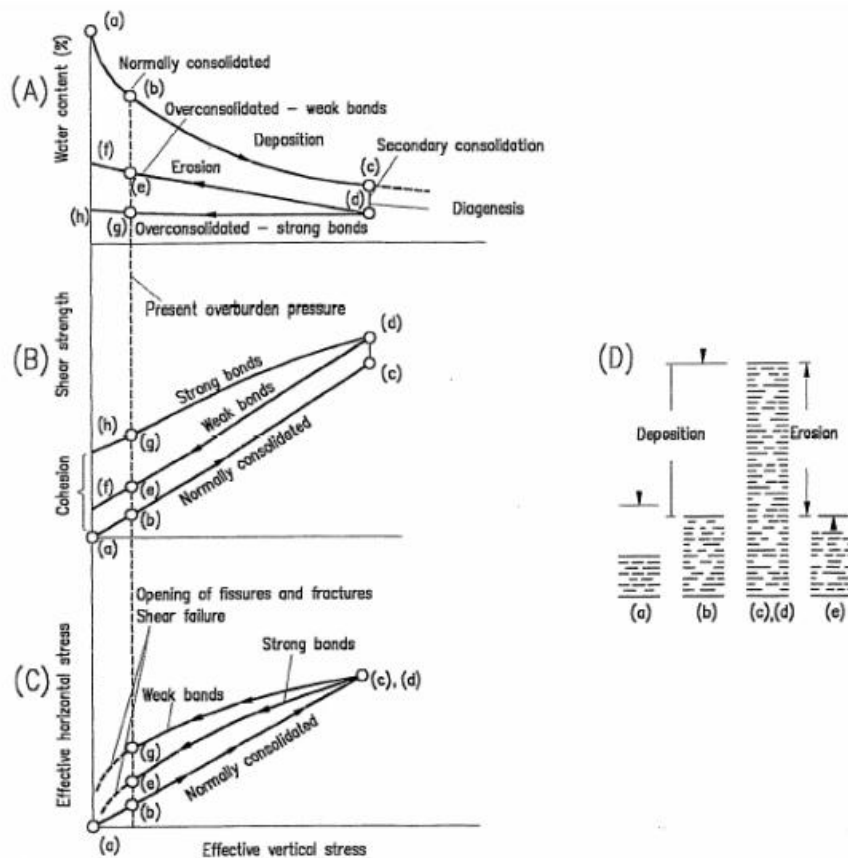 (A)
Water content (%)
(a)
Normally consolidated
(b)
Overconsolidated – weak bonds
Deposition
Secondary consolidation
(f)
Erosion
(c)
(e)
(d)
(h)
Diagenesis
(g)
Overconsolidated – strong bonds
Present overburden pressure
(B)
Shear strength
Cohesion
(d)
Strong bonds
(c)
Weak bonds
(h)
(g)
(f)
(e)
Normally consolidated
(b)
(a)
(C)
Effective horizontal stress
Opening of fissures and fractures
Shear failure
Strong bonds
(c), (d)
Weak bands
(g)
(e)
Normally consolidated
(b)
(a)
Effective vertical stress
(D)
Deposition
Erosion
(a)
(b)
(c),(d)
(e)